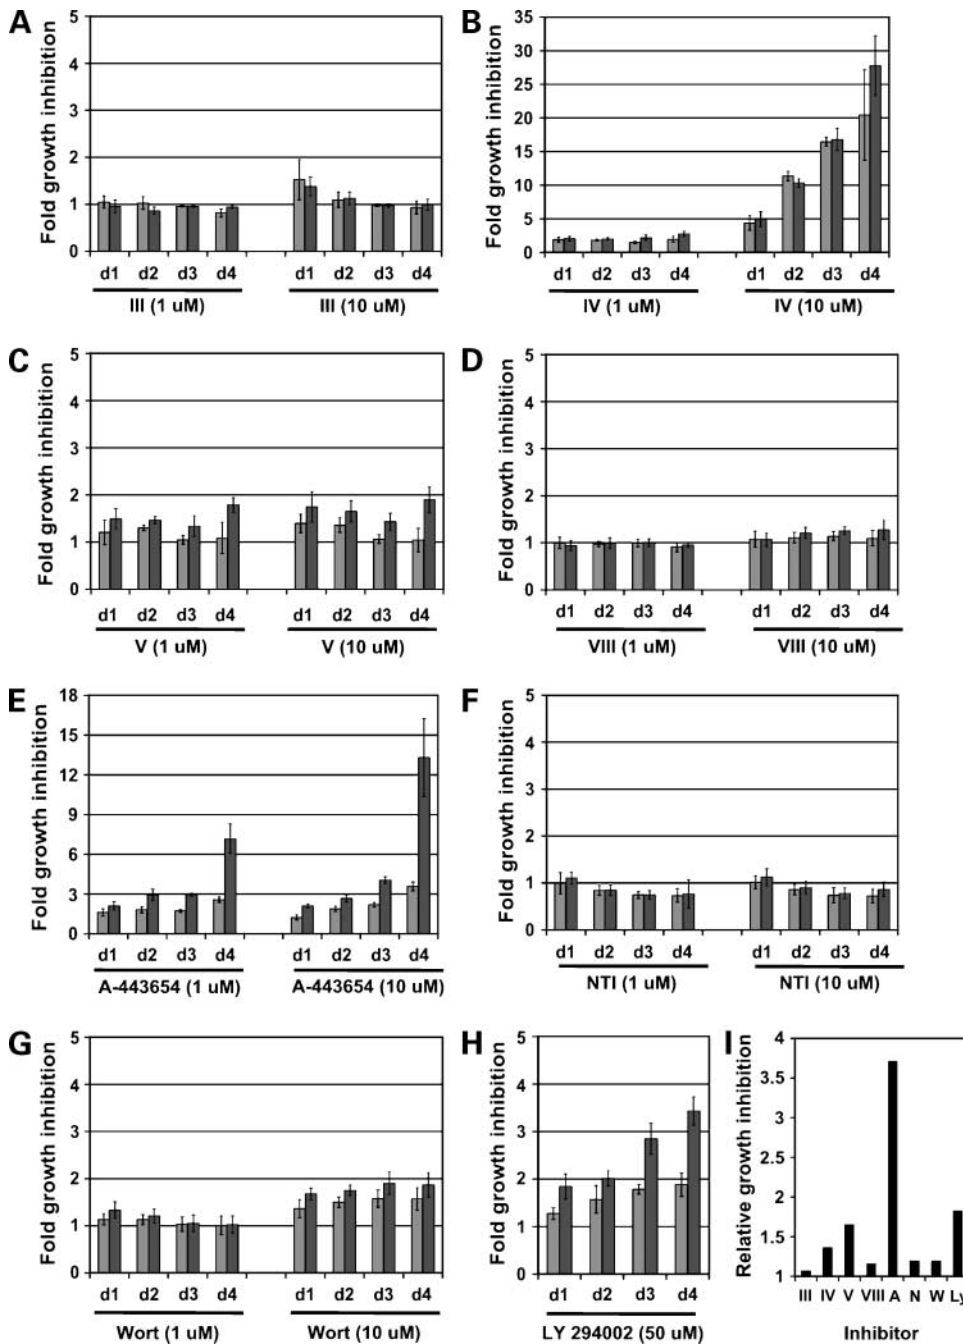 A
Fold growth inhibition
5
4
3
2
1
0
d1 d2 d3 d4 d1 d2 d3 d4
III (1 uM) III (10 uM)
B
Fold growth inhibition
35
30
25
20
15
10
5
0
d1 d2 d3 d4 d1 d2 d3 d4
IV (1 uM) IV (10 uM)
C
Fold growth inhibition
5
4
3
2
1
0
d1 d2 d3 d4 d1 d2 d3 d4
V (1 uM) V (10 uM)
D
Fold growth inhibition
5
4
3
2
1
0
d1 d2 d3 d4 d1 d2 d3 d4
VIII (1 uM) VIII (10 uM)
E
Fold growth inhibition
18
15
12
9
6
3
0
d1 d2 d3 d4 d1 d2 d3 d4
A-443654 (1 uM) A-443654 (10 uM)
F
Fold growth inhibition
5
4
3
2
1
0
d1 d2 d3 d4 d1 d2 d3 d4
NTI (1 uM) NTI (10 uM)
G
Fold growth inhibition
5
4
3
2
1
0
d1 d2 d3 d4 d1 d2 d3 d4
Wort (1 uM) Wort (10 uM)
H
Fold growth inhibition
5
4
3
2
1
0
d1 d2 d3 d4
LY 294002 (50 uM)
I
Relative growth inhibition
4
3.5
3
2.5
2
1.5
1
III IV V VIII A N W Ly
Inhibitor